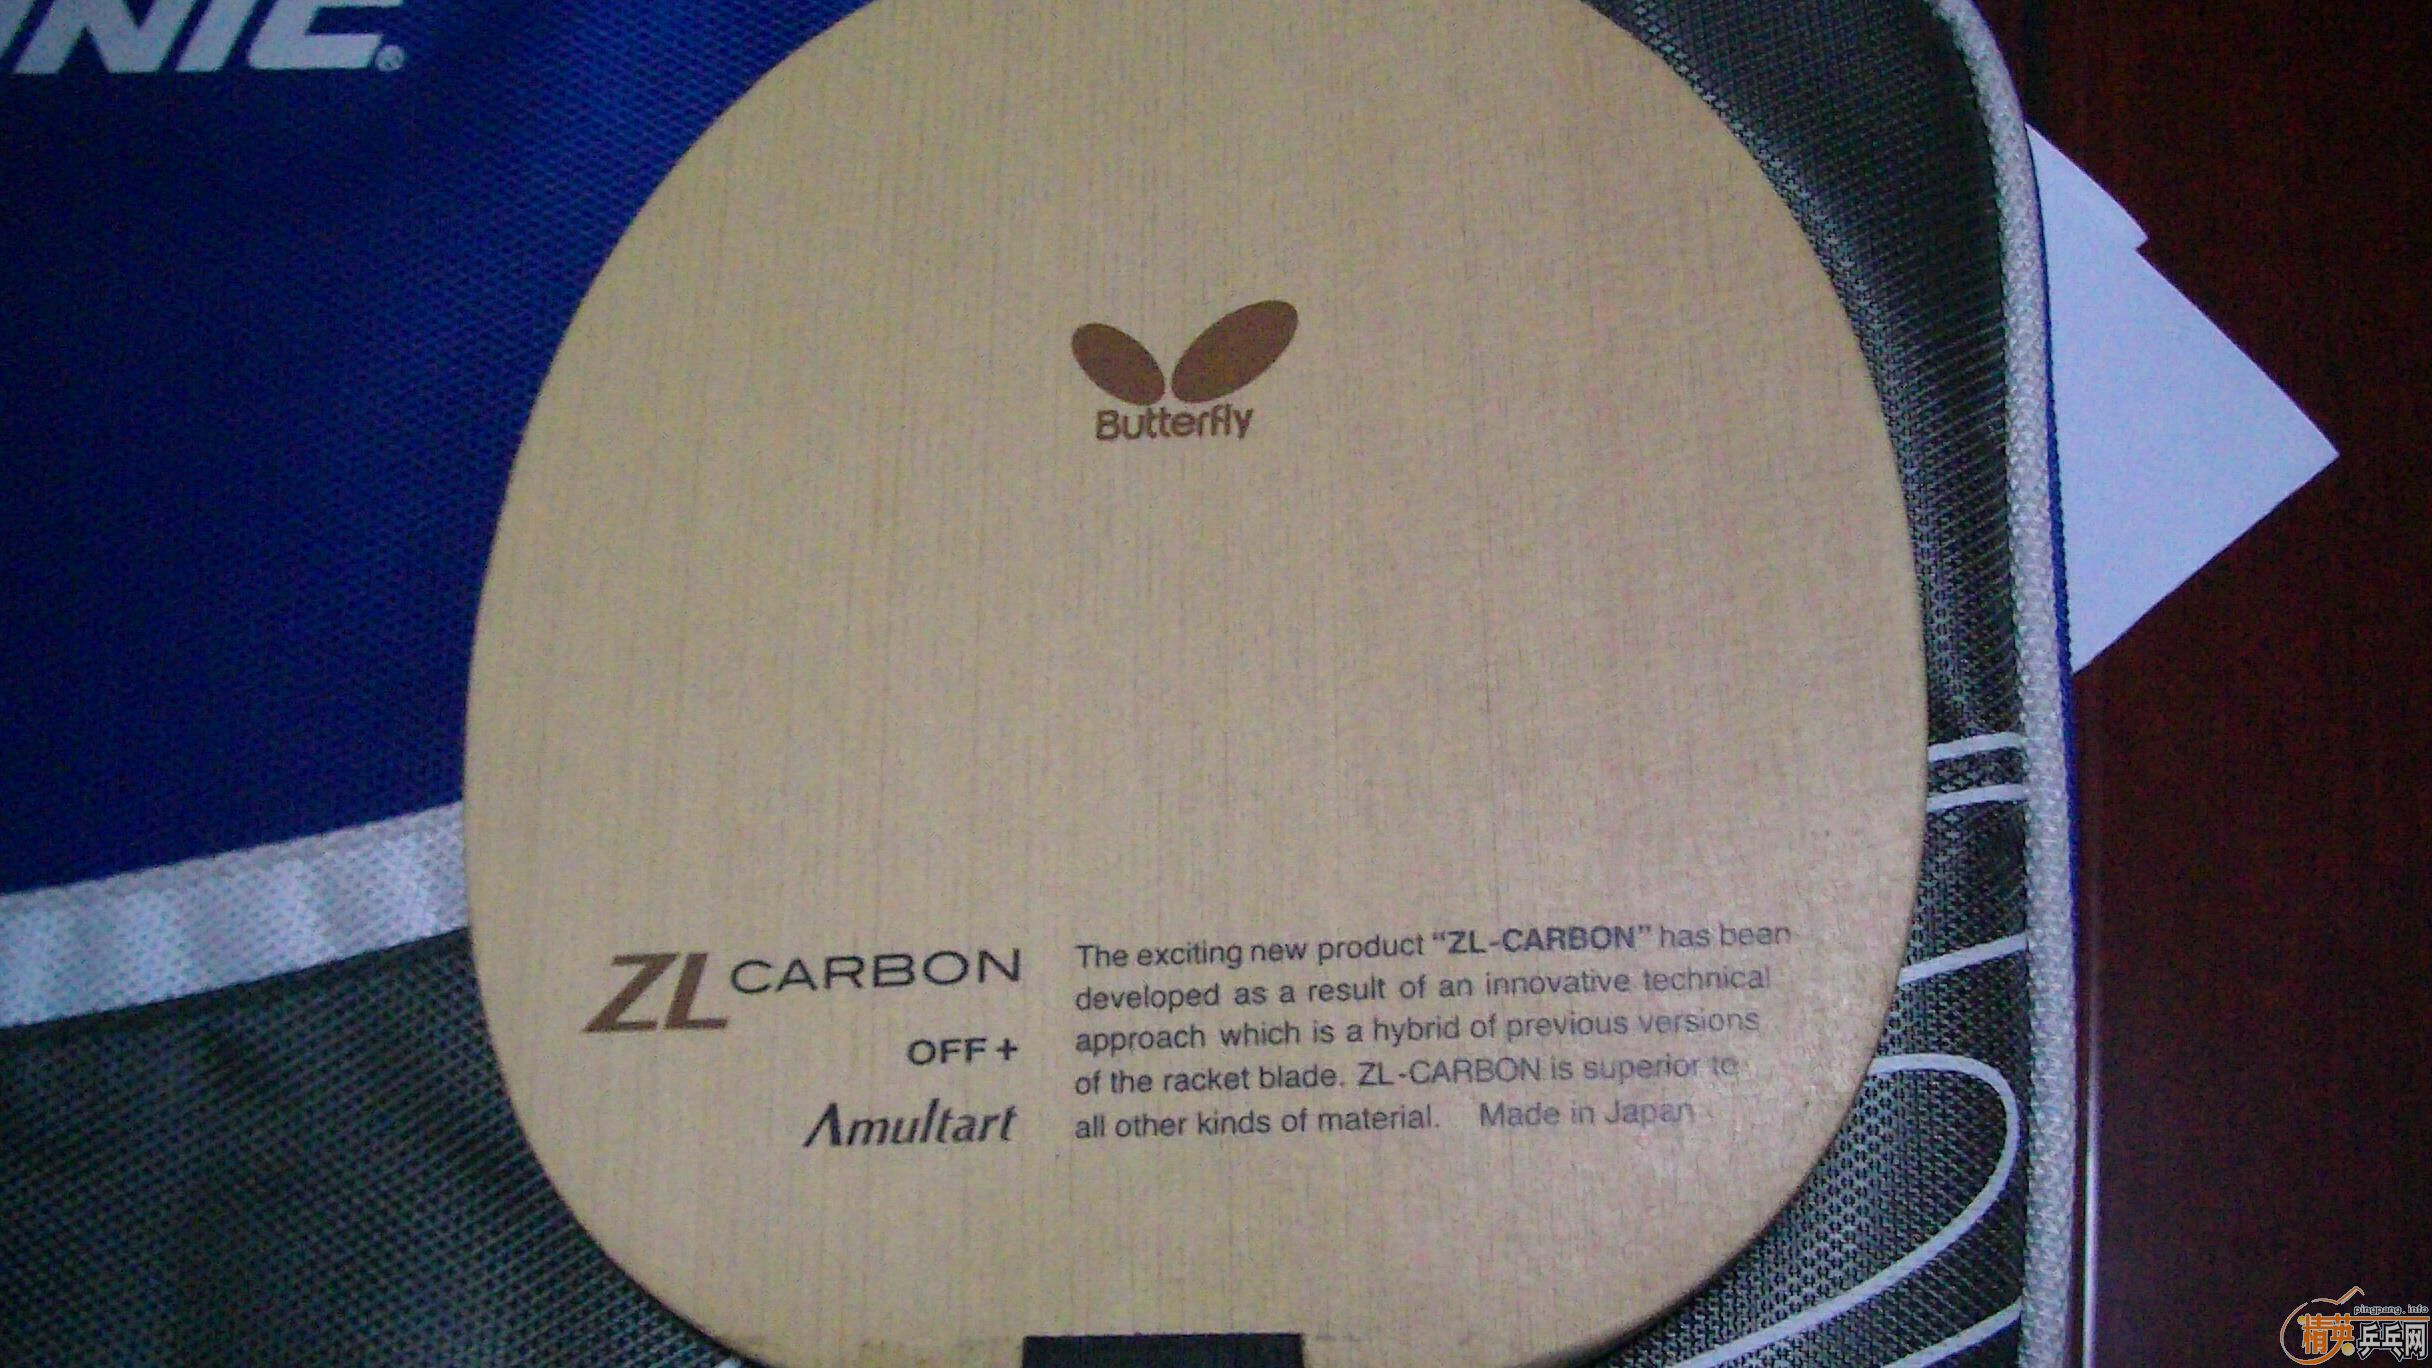 NIC®
Butterfly
ZL CARBON
OFF+
Amultart
The exciting new product “ZL-CARBON” has been
developed as a result of an innovative technical
approach which is a hybrid of previous versions
of the racket blade. ZL-CARBON is superior to
all other kinds of material. Made in Japan
pingpang.info
精英乒乓网